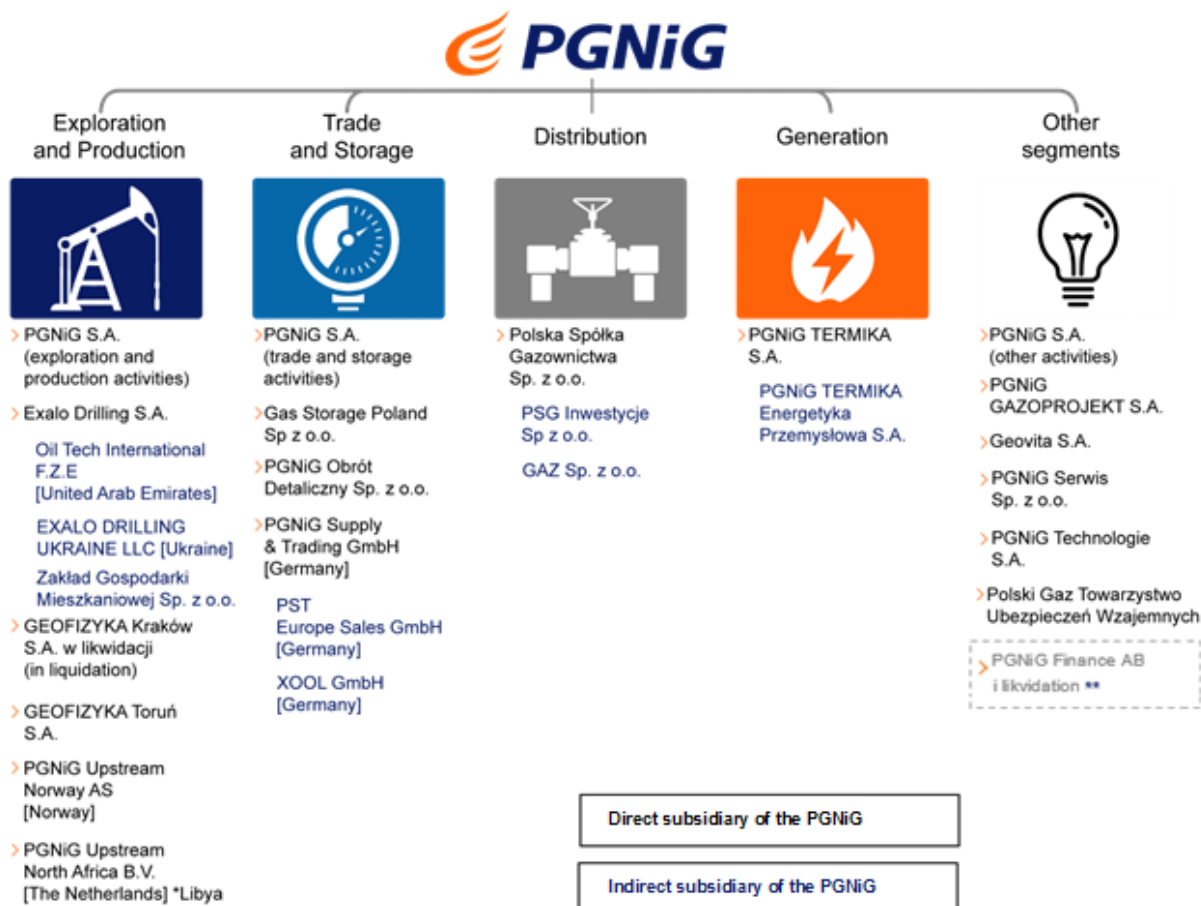 PGNiG
Exploration
and Production
Trade
and Storage
Distribution
Generation
Other
segments
PGNiG S.A.
(exploration and
production activities)
Exalo Drilling S.A.
Oil Tech International
F.Z.E
[United Arab Emirates]
EXALO DRILLING
UKRAINE LLC [Ukraine]
Zakład Gospodarki
Mieszkaniowej Sp. z o.o.
GEOFIZYKA Kraków
S.A. w likwidacji
(in liquidation)
GEOFIZYKA Toruń
S.A.
PGNiG Upstream
Norway AS
[Norway]
PGNiG Upstream
North Africa B.V.
[The Netherlands] *Libya
PGNiG S.A.
(trade and storage
activities)
Gas Storage Poland
Sp z o.o.
PGNiG Obrót
Detaliczny Sp. z o.o.
PGNiG Supply
& Trading GmbH
[Germany]
PST
Europe Sales GmbH
[Germany]
XOOL GmbH
[Germany]
Polska Spółka
Gazownictwa
Sp. z o.o.
PSG Inwestycje
Sp z o.o.
GAZ Sp. z o.o.
PGNiG TERMIKA
S.A.
PGNiG TERMIKA
Energetyka
Przemysłowa S.A.
PGNiG S.A.
(other activities)
PGNiG
GAZOPROJEKT S.A.
Geovita S.A.
PGNiG Serwis
Sp. z o.o.
PGNiG Technologie
S.A.
Polski Gaz Towarzystwo
Ubezpieczeń Wzajemnych
PGNiG Finance AB
i likvidation **
Direct subsidiary of the PGNiG
Indirect subsidiary of the PGNiG